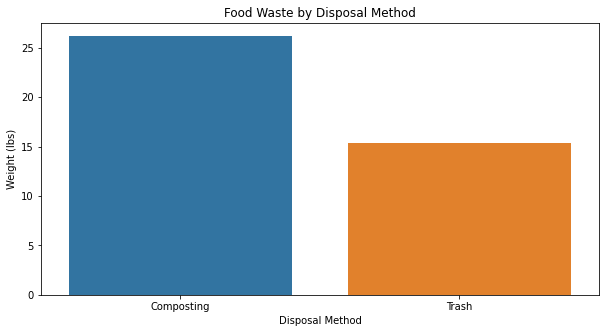 Food Waste by Disposal Method
Weight (lbs)
25
20
15
10
5
0
Composting
Trash
Disposal Method